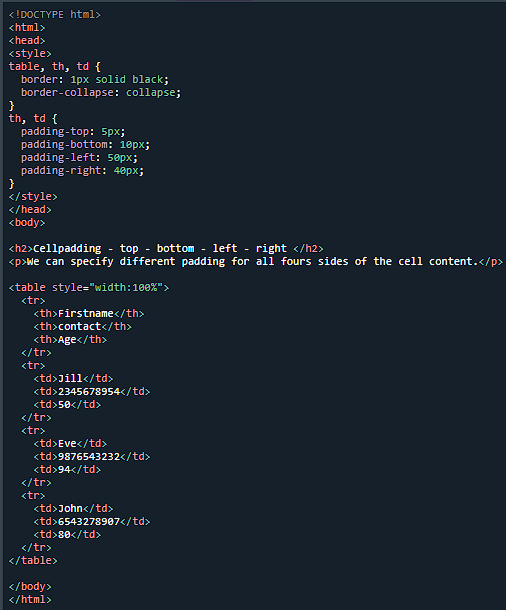 <!DOCTYPE html>
<html>
<head>
<style>
table, th, td {
  border: 1px solid black;
  border-collapse: collapse;
}
th, td {
  padding-top: 5px;
  padding-bottom: 10px;
  padding-left: 50px;
  padding-right: 40px;
}
</style>
</head>
<body>

<h2>Cellpadding - top - bottom - left - right </h2>
<p>We can specify different padding for all fours sides of the cell content.</p>

<table style="width:100%">
  <tr>
    <th>Firstname</th>
    <th>contact</th>
    <th>Age</th>
  </tr>
  <tr>
    <td>Jill</td>
    <td>2345678954</td>
    <td>50</td>
  </tr>
  <tr>
    <td>Eve</td>
    <td>9876543232</td>
    <td>94</td>
  </tr>
  <tr>
    <td>John</td>
    <td>6543278907</td>
    <td>80</td>
  </tr>
</table>

</body>
</html>